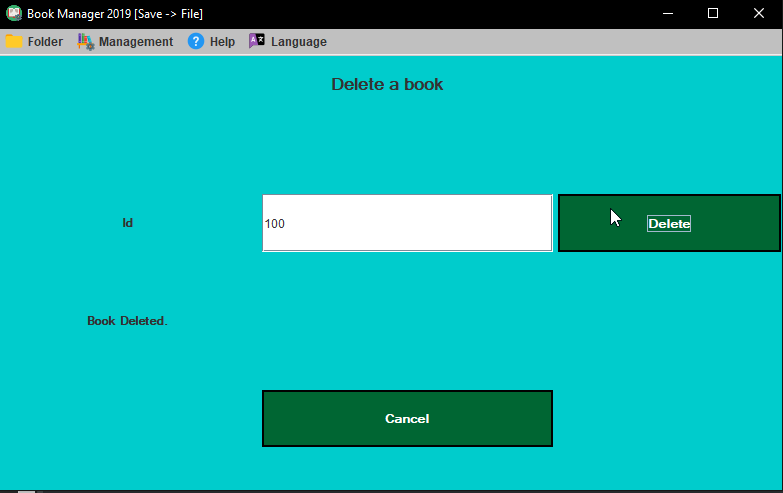 Book Manager 2019 [Save -> File]
Folder Management Help Language
Delete a book
Id 100 Delete
Book Deleted.
Cancel